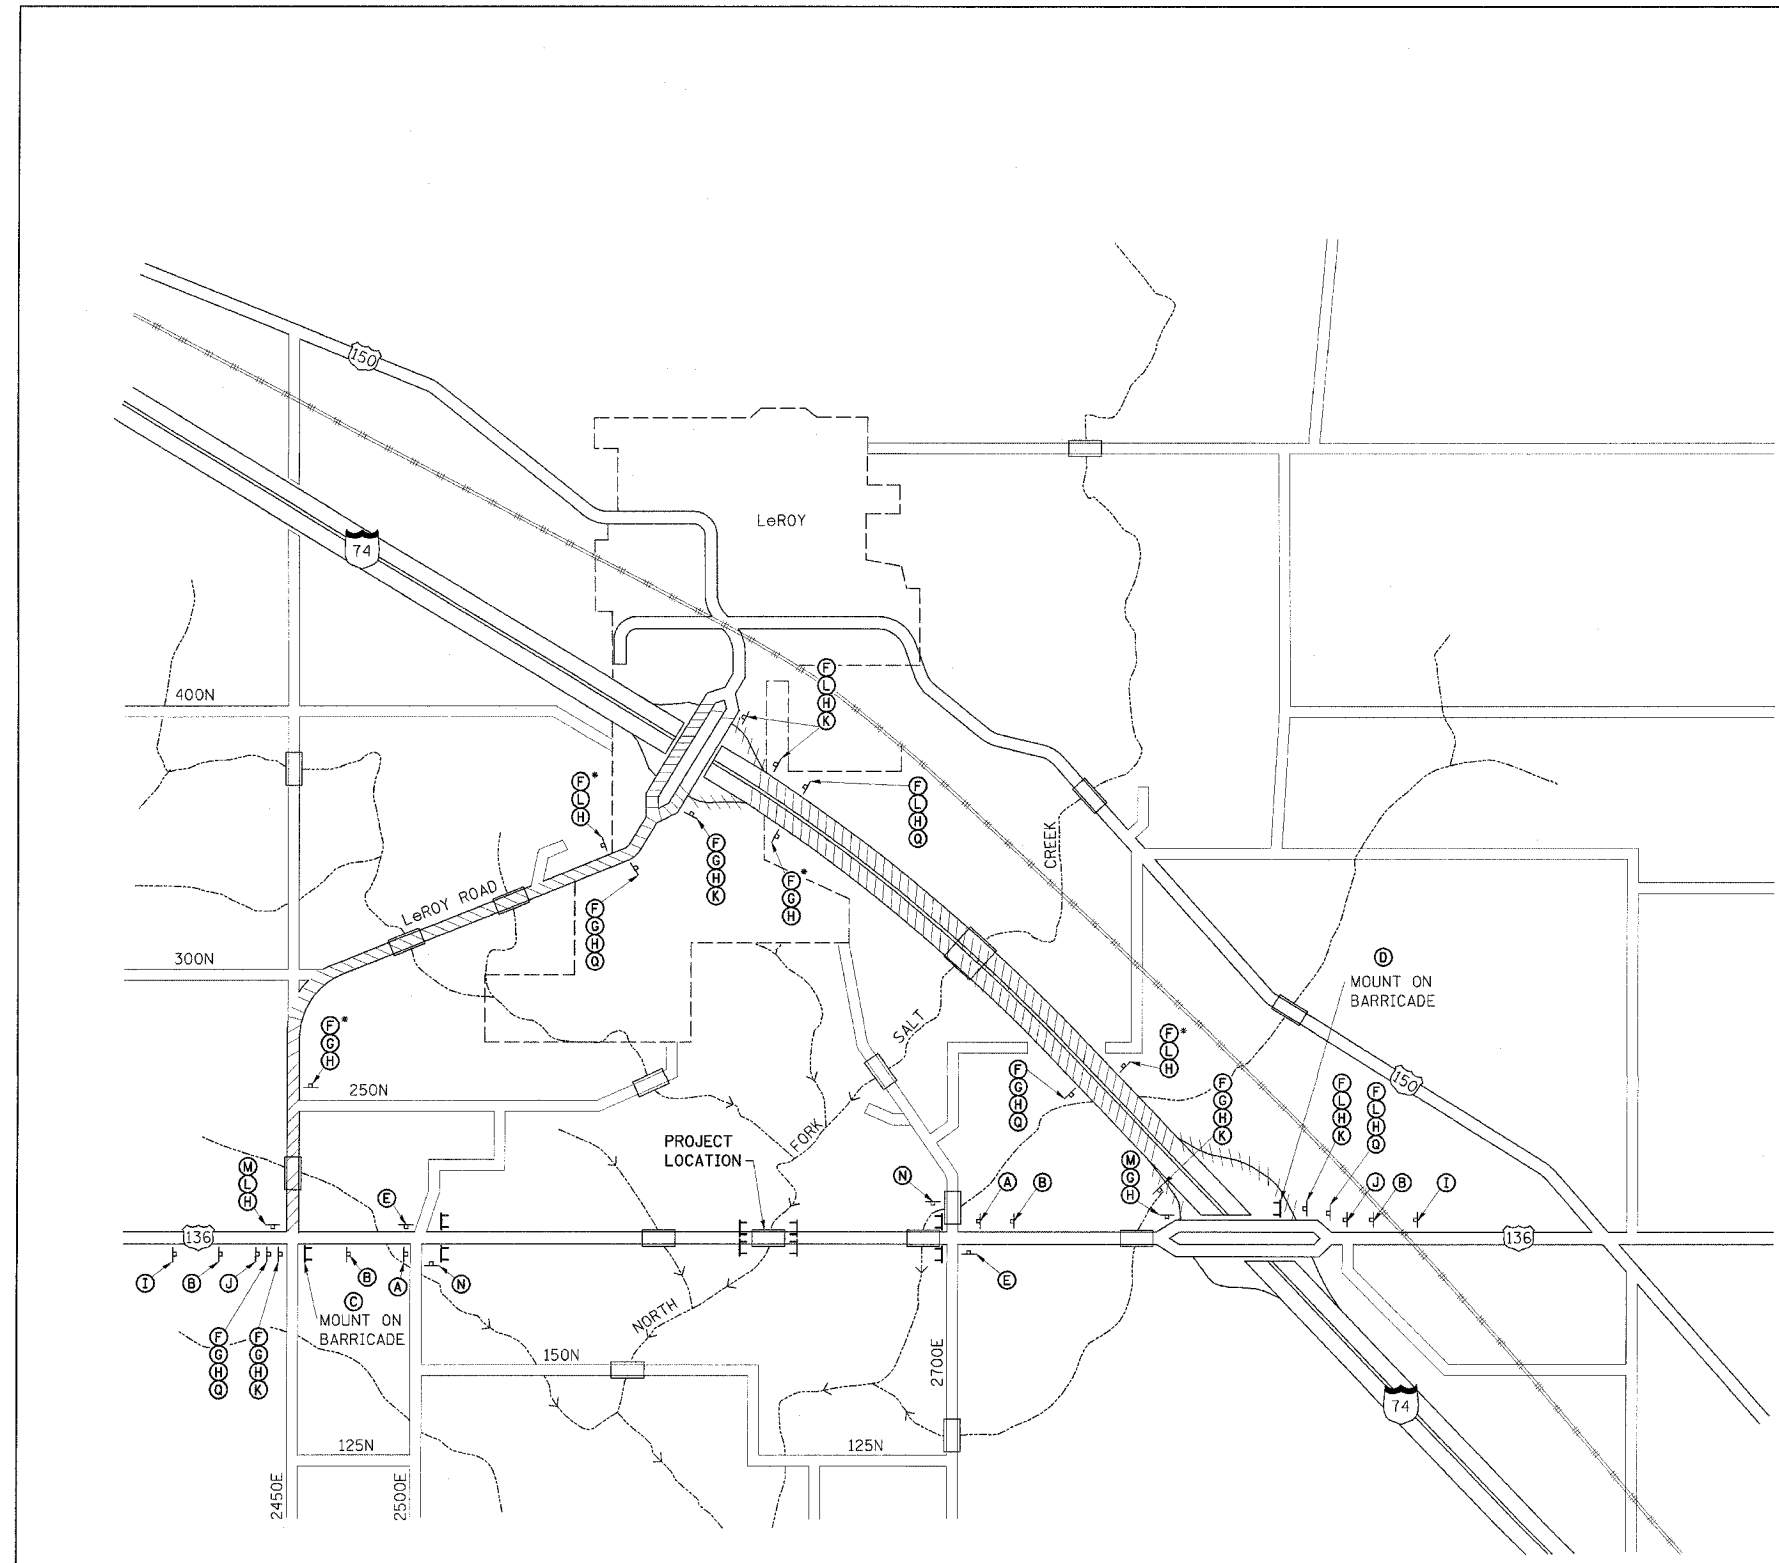 150
LeROY
74
400N
F
L
H
K
F*
L
H
F
L
H
Q
F
G
H
K
CREEK
F*
G
H
LeROY ROAD
F
G
H
Q
300N
D
MOUNT ON
BARRICADE
F*
G
H
SALT
F*
L
H
250N
F
G
H
Q
F
G
H
K
F
L
H
K
F
L
H
Q
150
FORK
PROJECT
LOCATION
M
L
H
M
G
H
E
N
A
B
J
B
I
136
136
I
B
J
B
A
N
E
C
MOUNT ON
BARRICADE
NORTH
F
G
H
Q
F
G
H
K
150N
2700E
74
125N
125N
2450E
2500E